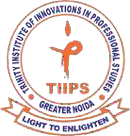 TRINITY INSTITUTE OF INNOVATIONS IN PROFESSIONAL STUDIES
TIIPS
GREATER NOIDA
LIGHT TO ENLIGHTEN